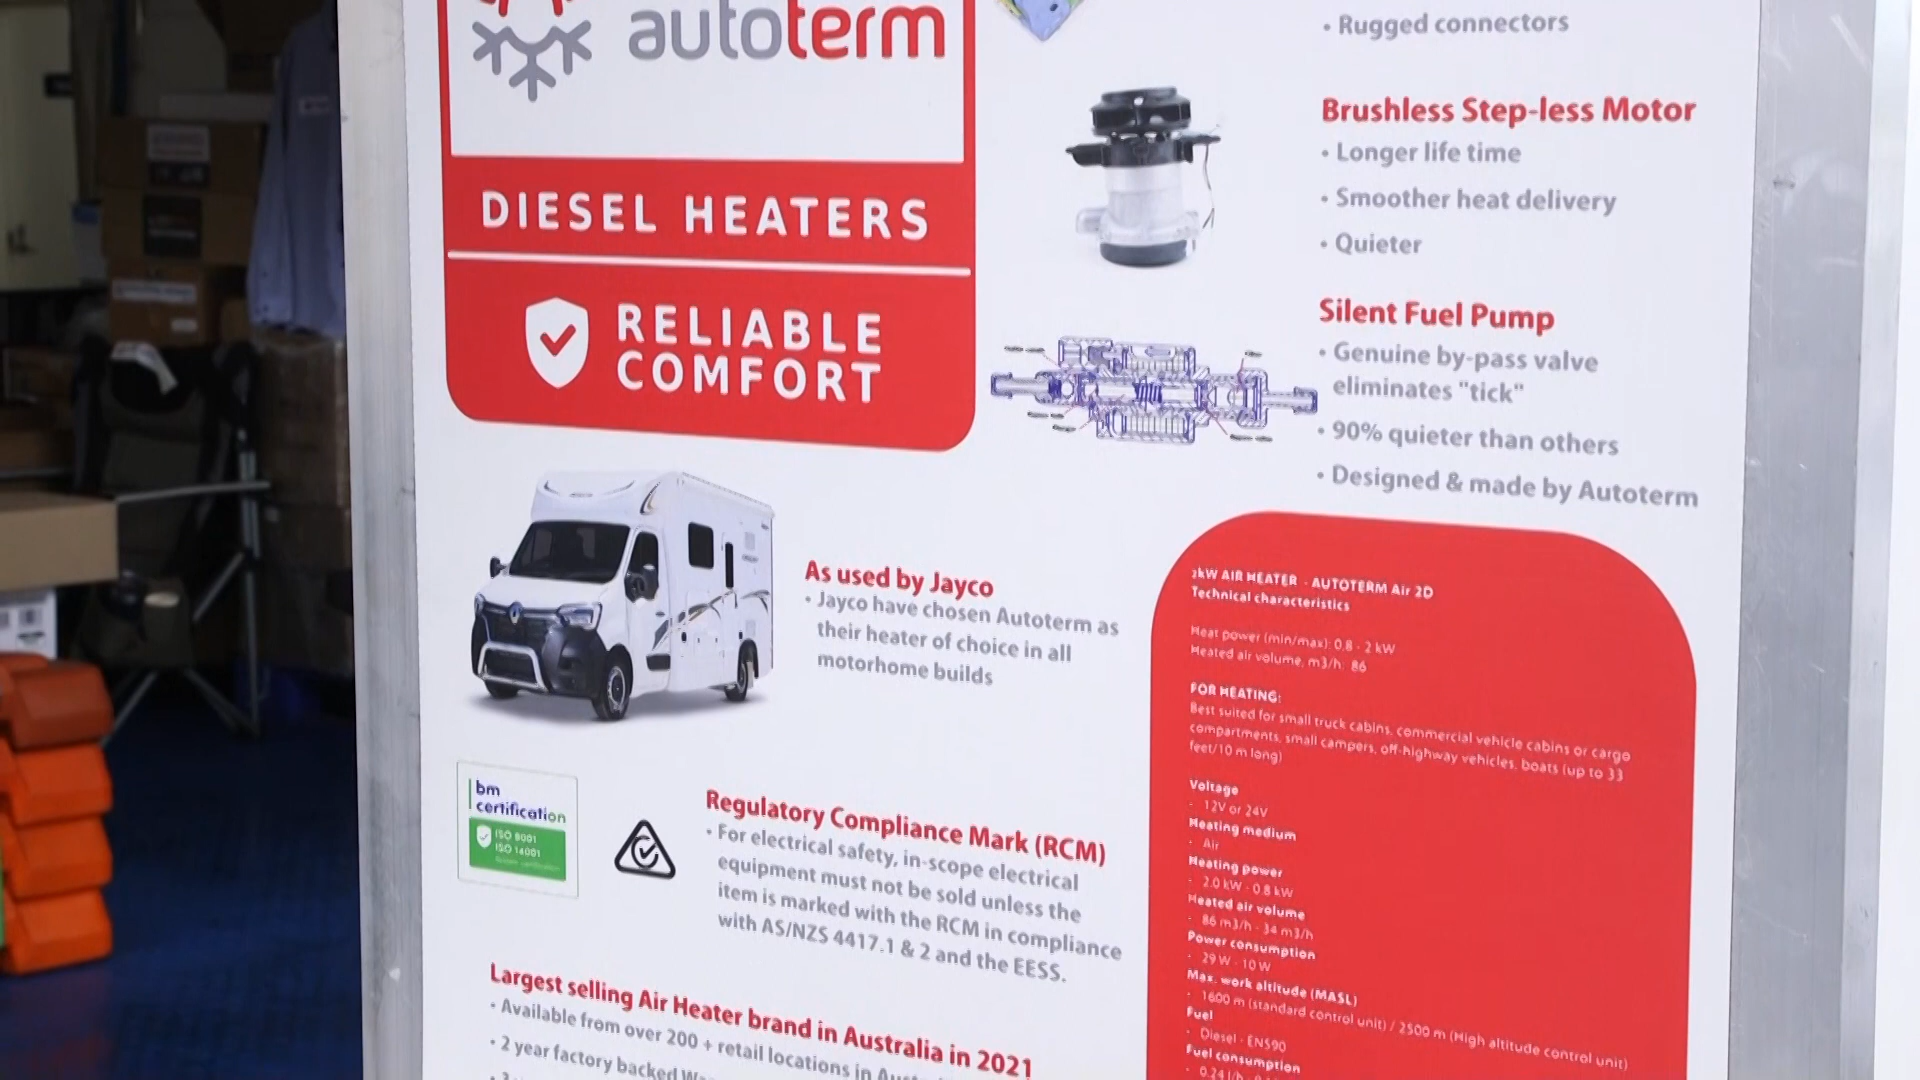 autoterm
DIESEL HEATERS
RELIABLE
COMFORT
As used by Jayco
• Jayco have chosen Autoterm as
their heater of choice in all
motorhome builds
bm
certification
ISO 9001
ISO 14001
Regulatory Compliance Mark (RCM)
• For electrical safety, in-scope electrical
equipment must not be sold unless the
item is marked with the RCM in compliance
with AS/NZS 4417.1 & 2 and the EESS.
Largest selling Air Heater brand in Australia in 2021
• Available from over 200 + retail locations in
• 2 year factory backed
• Rugged connectors
Brushless Step-less Motor
• Longer life time
• Smoother heat delivery
• Quieter
Silent Fuel Pump
• Genuine by-pass valve
eliminates "tick"
• 90% quieter than others
• Designed & made by Autoterm
2kW AIR HEATER - AUTOTERM Air 2D
Technical characteristics
Heat power (min/max): 0,8 - 2 kW
Heated air volume, m3/h: 86
FOR HEATING:
Best suited for small truck cabins, commercial vehicle cabins or cargo
compartments, small campers, off-highway vehicles, boats (up to 33
feet/10 m long)
Voltage
- 12V or 24V
Heating medium
- Air
Heating power
- 2.0 kW - 0.8 kW
Heated air volume
- 86 m3/h - 34 m3/h
Power consumption
- 29 W - 10 W
Max. work altitude (MASL)
- 1600 m (standard control unit) / 2500 m (High altitude control unit)
Fuel
- Diesel - EN590
Fuel consumption
- 0.24 l/h